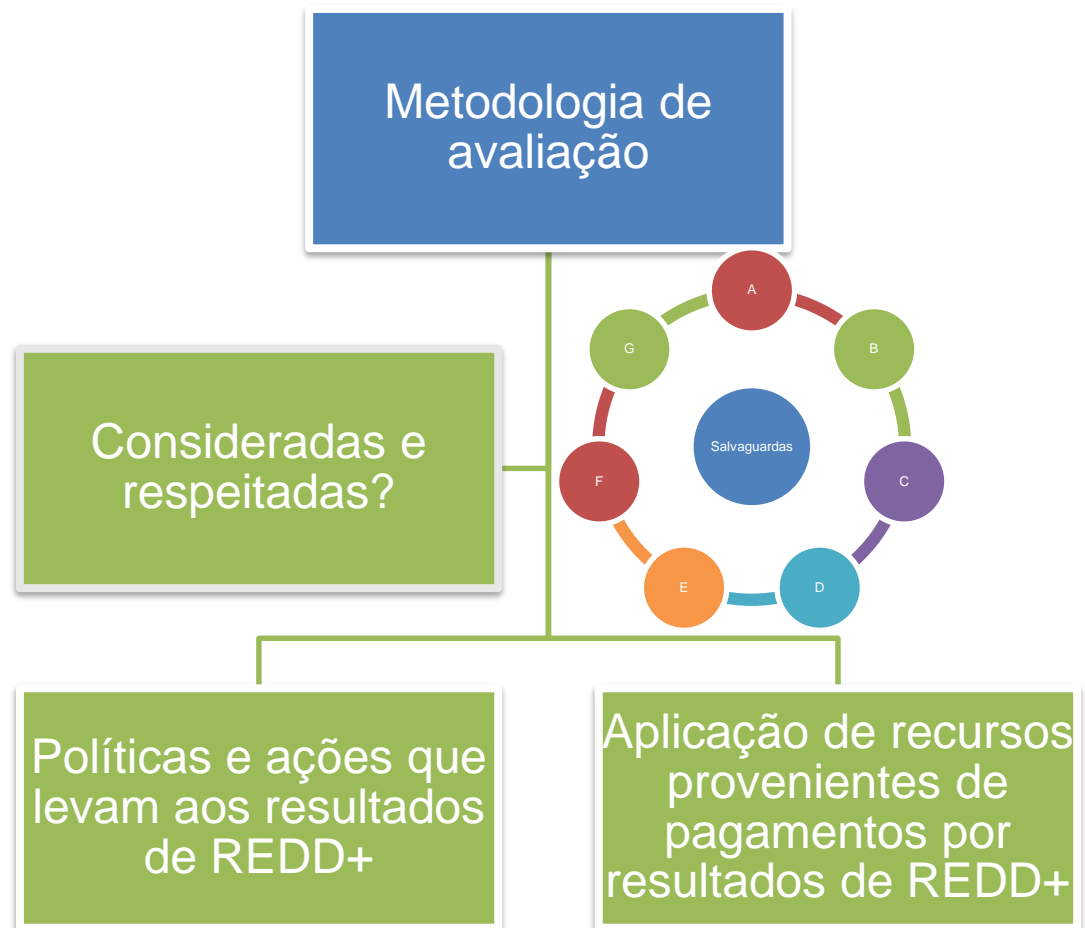 Metodologia de
avaliação
A
B
C
D
E
F
G
Salvaguardas
Consideradas e
respeitadas?
Políticas e ações que
levam aos resultados
de REDD+
Aplicação de recursos
provenientes de
pagamentos por
resultados de REDD+